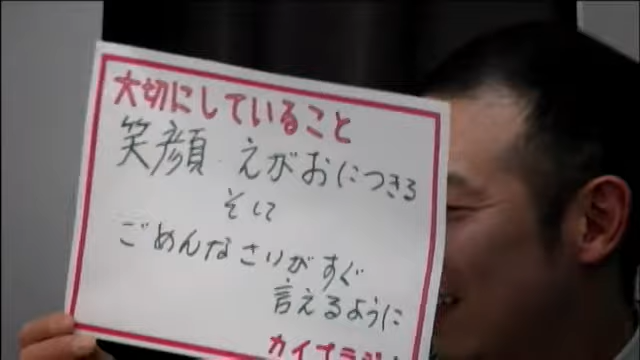 大切にしていること
笑顔 えがおにつきる
そして
ごめんなさいがすぐ
言えるように